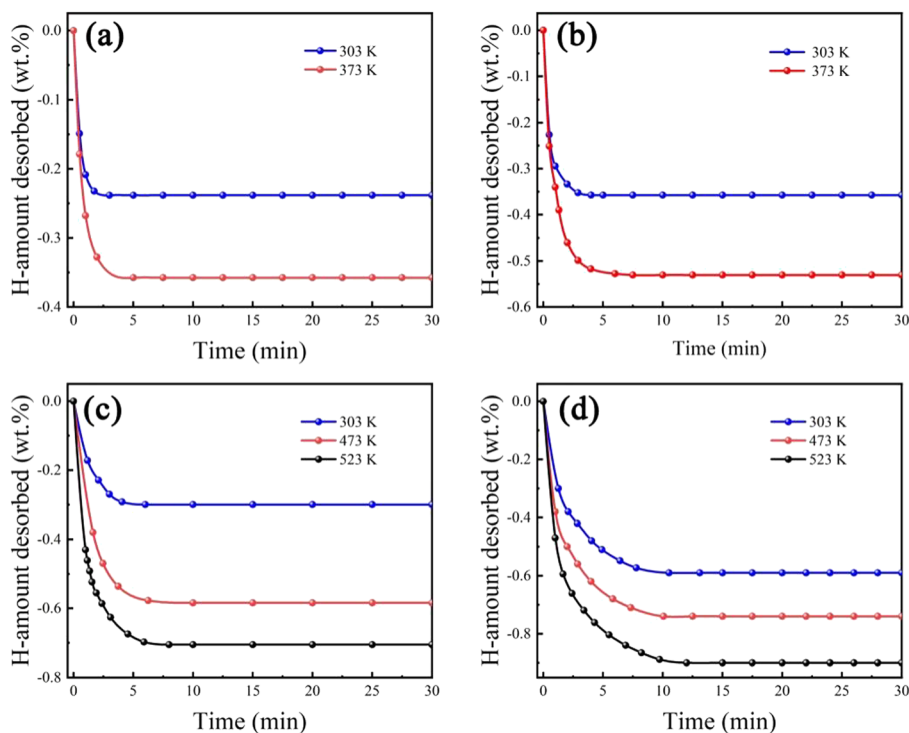 (a)
303 K
373 K
H-amount desorbed (wt.%)
0.0
-0.1
-0.2
-0.3
-0.4
0 5 10 15 20 25 30
Time (min)
(b)
303 K
373 K
H-amount desorbed (wt.%)
0.0
-0.1
-0.2
-0.3
-0.4
-0.5
-0.6
0 5 10 15 20 25 30
Time (min)
(c)
303 K
473 K
523 K
H-amount desorbed (wt.%)
0.0
-0.2
-0.4
-0.6
-0.8
0 5 10 15 20 25 30
Time (min)
(d)
303 K
473 K
523 K
H-amount desorbed (wt.%)
0.0
-0.2
-0.4
-0.6
-0.8
0 5 10 15 20 25 30
Time (min)